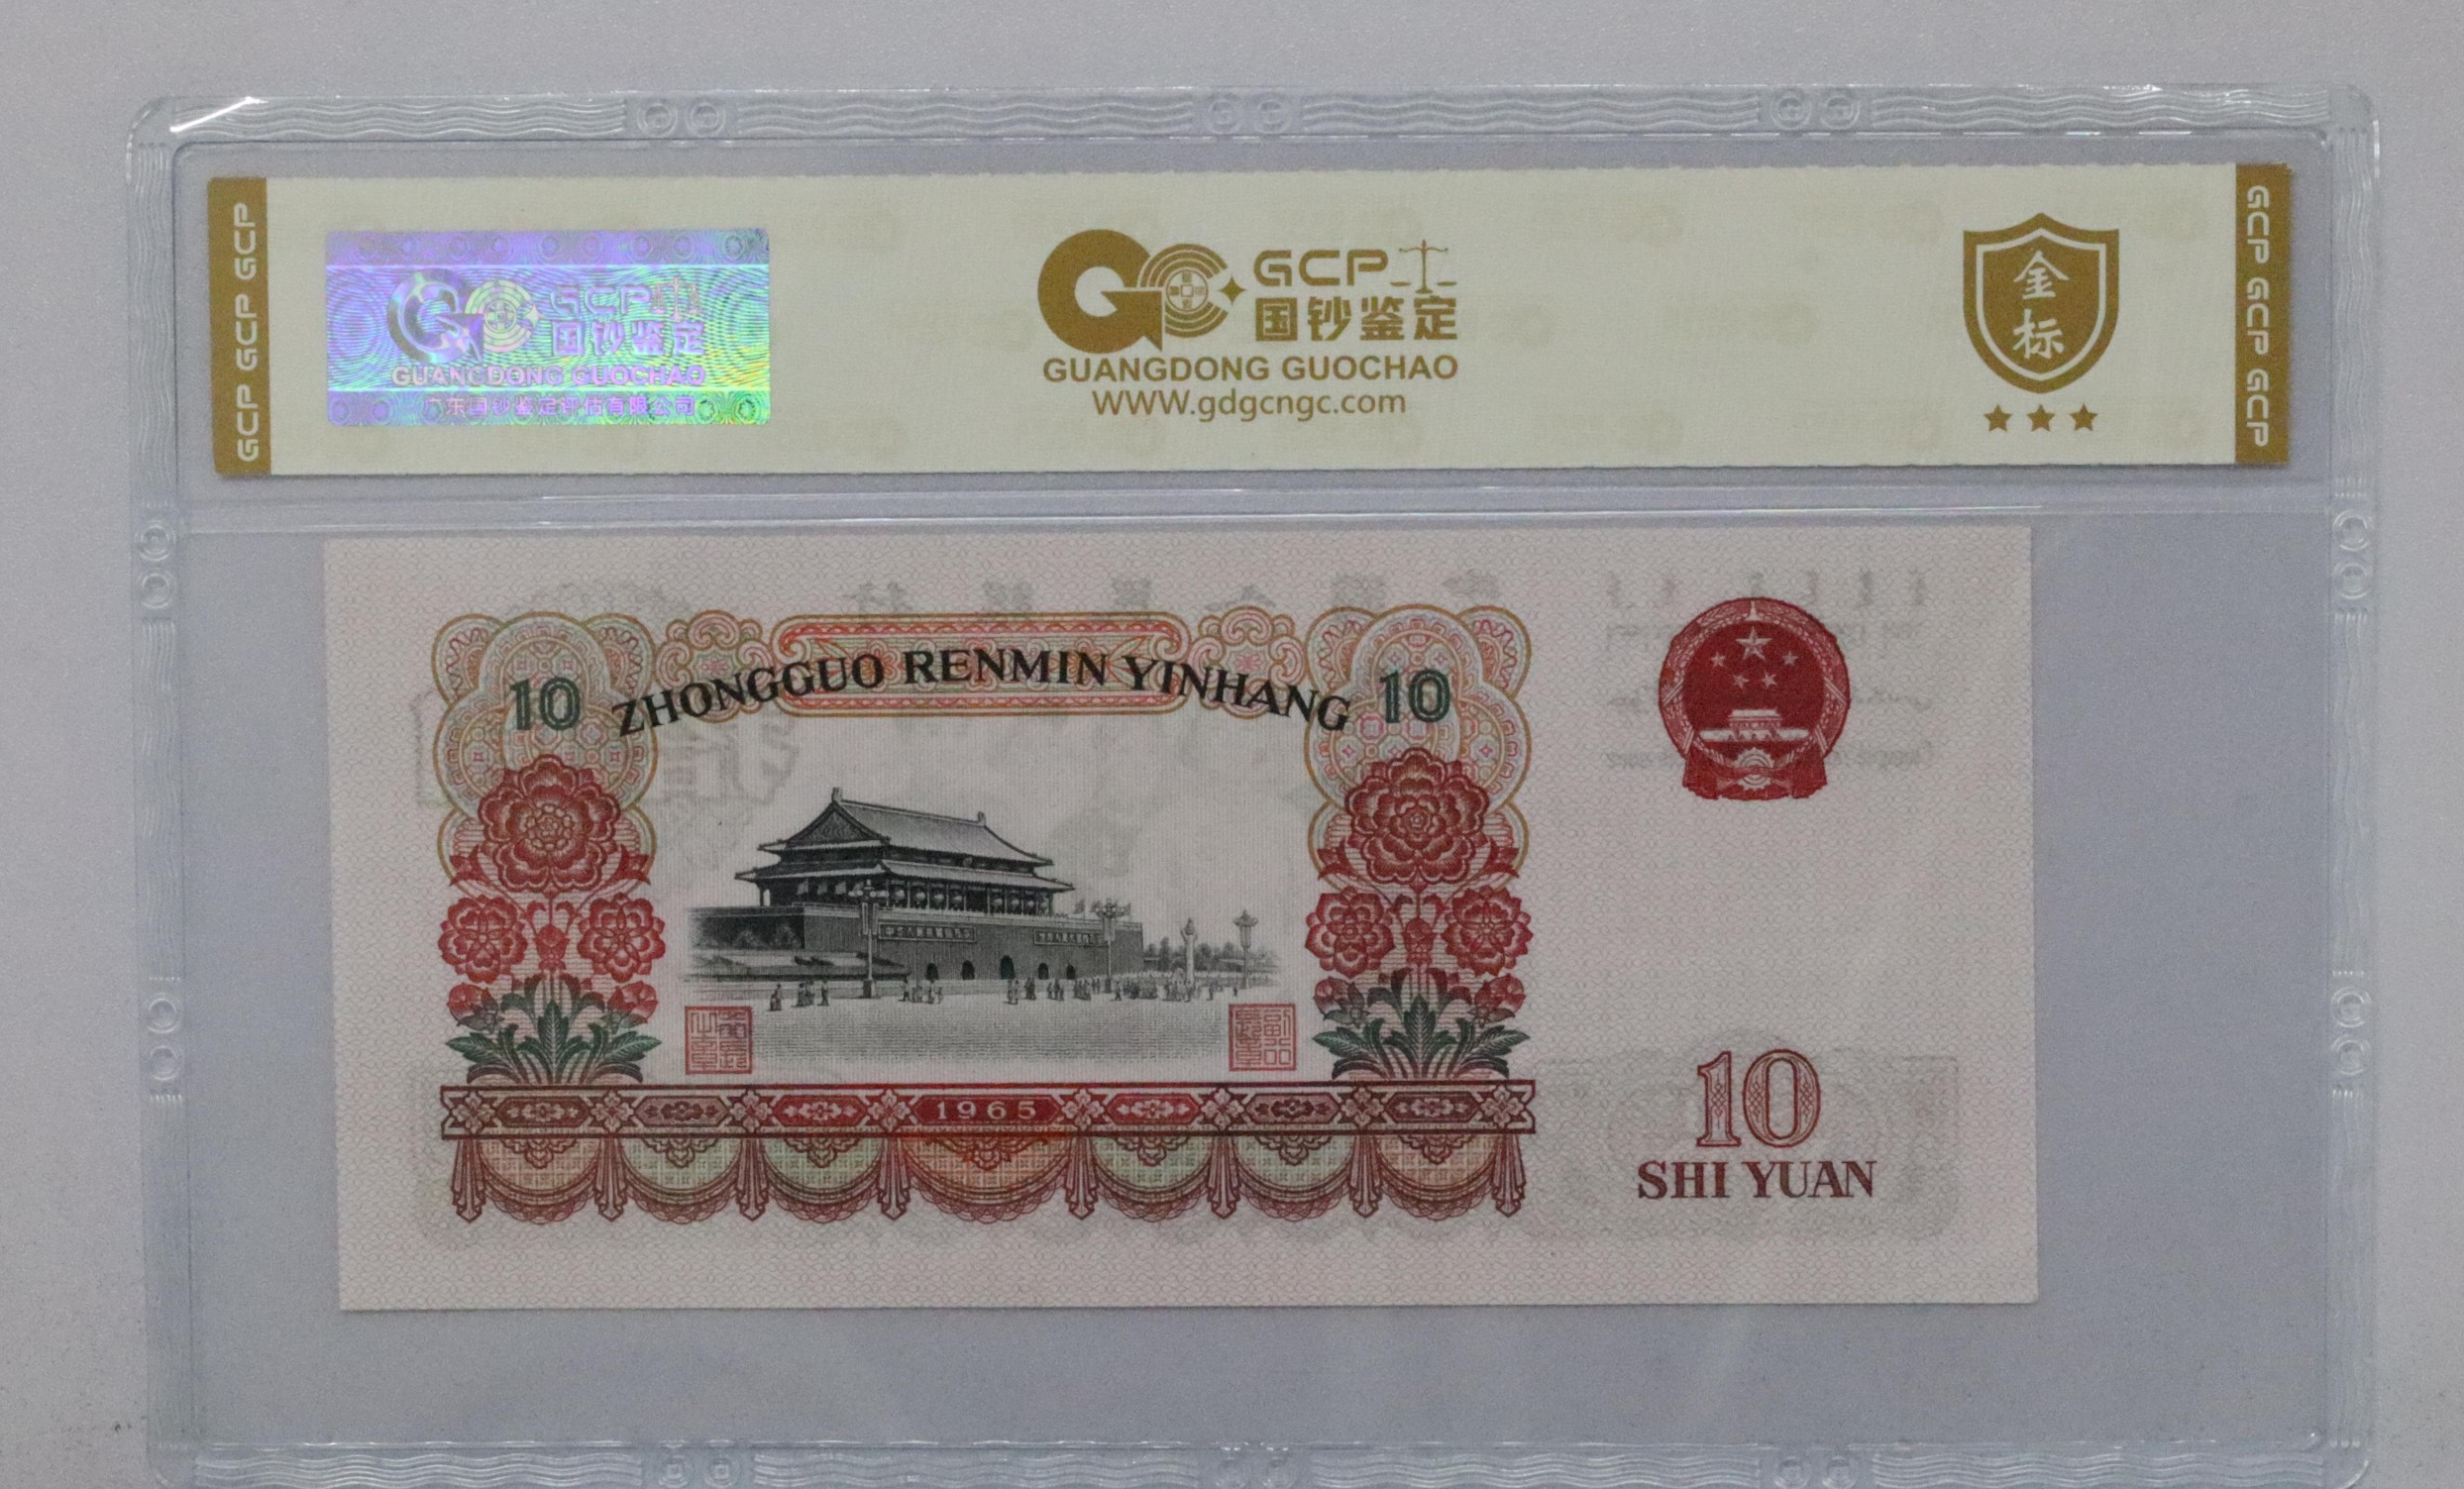 GCP GCP GCP
GCP
国钞鉴定
GUANGDONG GUOCHAO
广东国钞鉴定评估有限公司
GCP
国钞鉴定
GUANGDONG GUOCHAO
WWW.gdgcngc.com
金
标
GCP GCP GCP
10
ZHONGGUO RENMIN YINHANG
10
1965
10
SHI YUAN